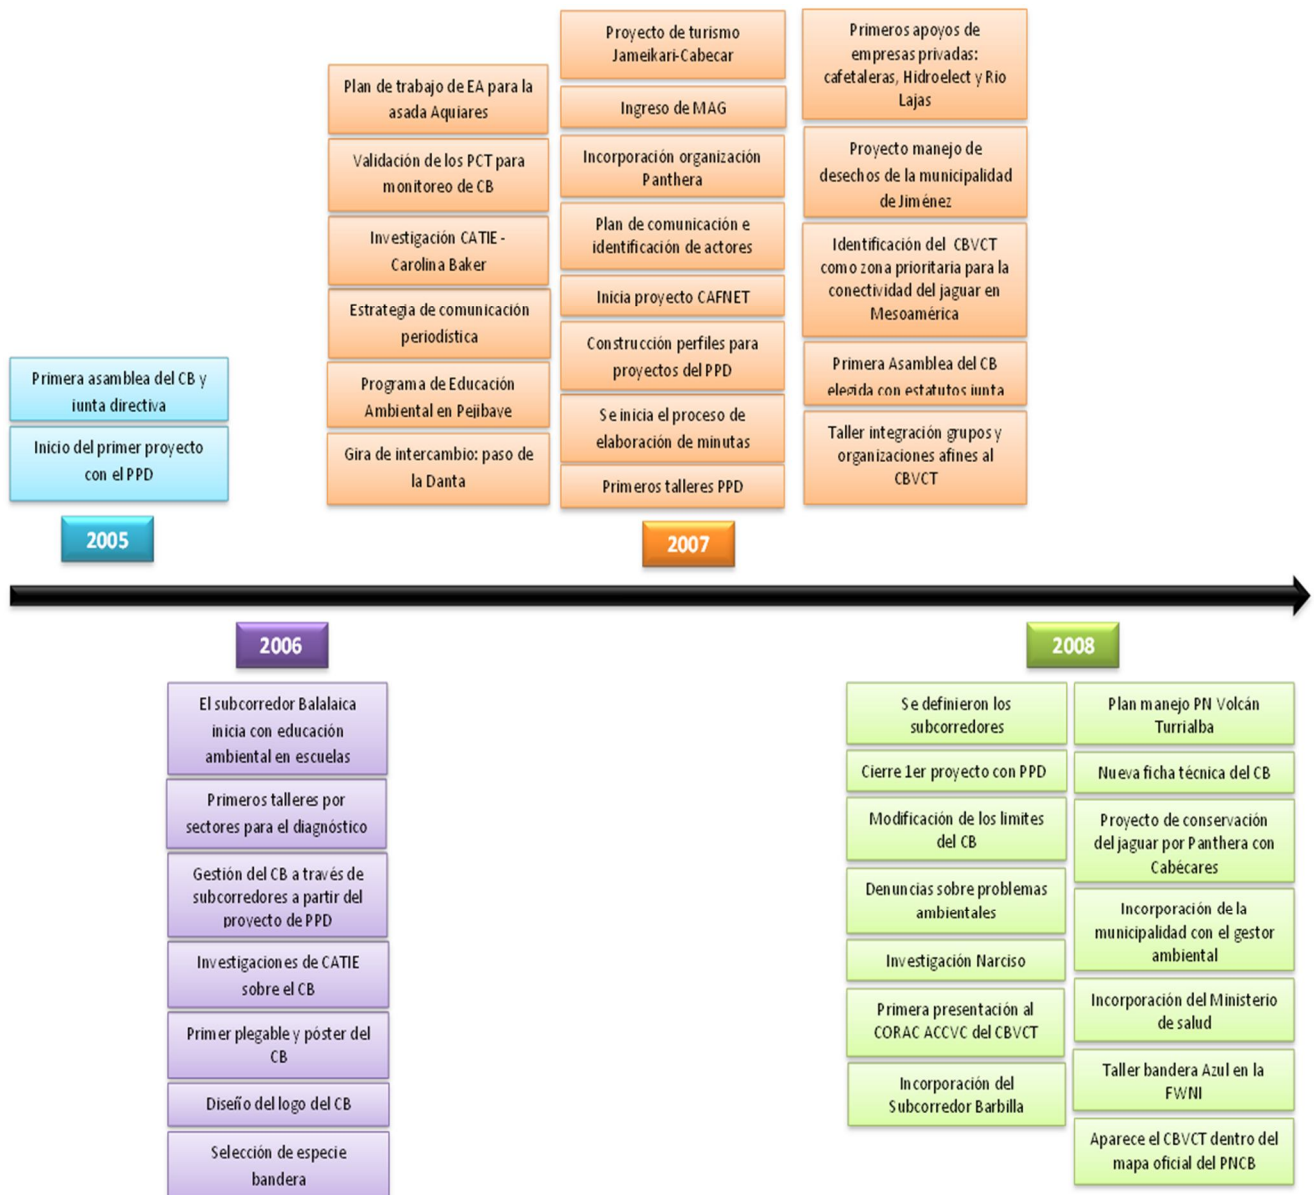 Primera asamblea del CB y
iunta directiva
Inicio del primer proyecto
con el PPD
2005
Plan de trabajo de EA para la
asada Aquiares
Validación de los PCT para
monitoreo de CB
Investigación CATIE -
Carolina Baker
Estrategia de comunicación
periodística
Programa de Educación
Ambiental en Pejibaye
Gira de intercambio: paso de
la Danta
Proyecto de turismo
Jameikari-Cabecar
Ingreso de MAG
Incorporación organización
Panthera
Plan de comunicación e
identificación de actores
Inicia proyecto CAFNET
Construcción perfiles para
proyectos del PPD
Se inicia el proceso de
elaboración de minutas
Primeros talleres PPD
Primeros apoyos de
empresas privadas:
cafetaleras, Hidroelect y Rio
Lajas
Proyecto manejo de
desechos de la municipalidad
de Jiménez
Identificación del CBVCT
como zona prioritaria para la
conectividad del jaguar en
Mesoamérica
Primera Asamblea del CB
elegida con estatutos iunta
Taller integración grupos y
organizaciones afines al
CBVCT
2007
2006
El subcorredor Balalaica
inicia con educación
ambiental en escuelas
Primeros talleres por
sectores para el diagnóstico
Gestión del CB a través de
subcorredores a partir del
proyecto de PPD
Investigaciones de CATIE
sobre el CB
Primer plegable y póster del
CB
Diseño del logo del CB
Selección de especie
bandera
2008
Se definieron los
subcorredores
Cierre 1er proyecto con PPD
Modificación de los limites
del CB
Denuncias sobre problemas
ambientales
Investigación Narciso
Primera presentación al
CORAC ACCVC del CBVCT
Incorporación del
Subcorredor Barbilla
Plan manejo PN Volcán
Turrialba
Nueva ficha técnica del CB
Proyecto de conservación
del jaguar por Panthera con
Cabécares
Incorporación de la
municipalidad con el gestor
ambiental
Incorporación del Ministerio
de salud
Taller bandera Azul en la
FWNI
Aparece el CBVCT dentro del
mapa oficial del PNCB